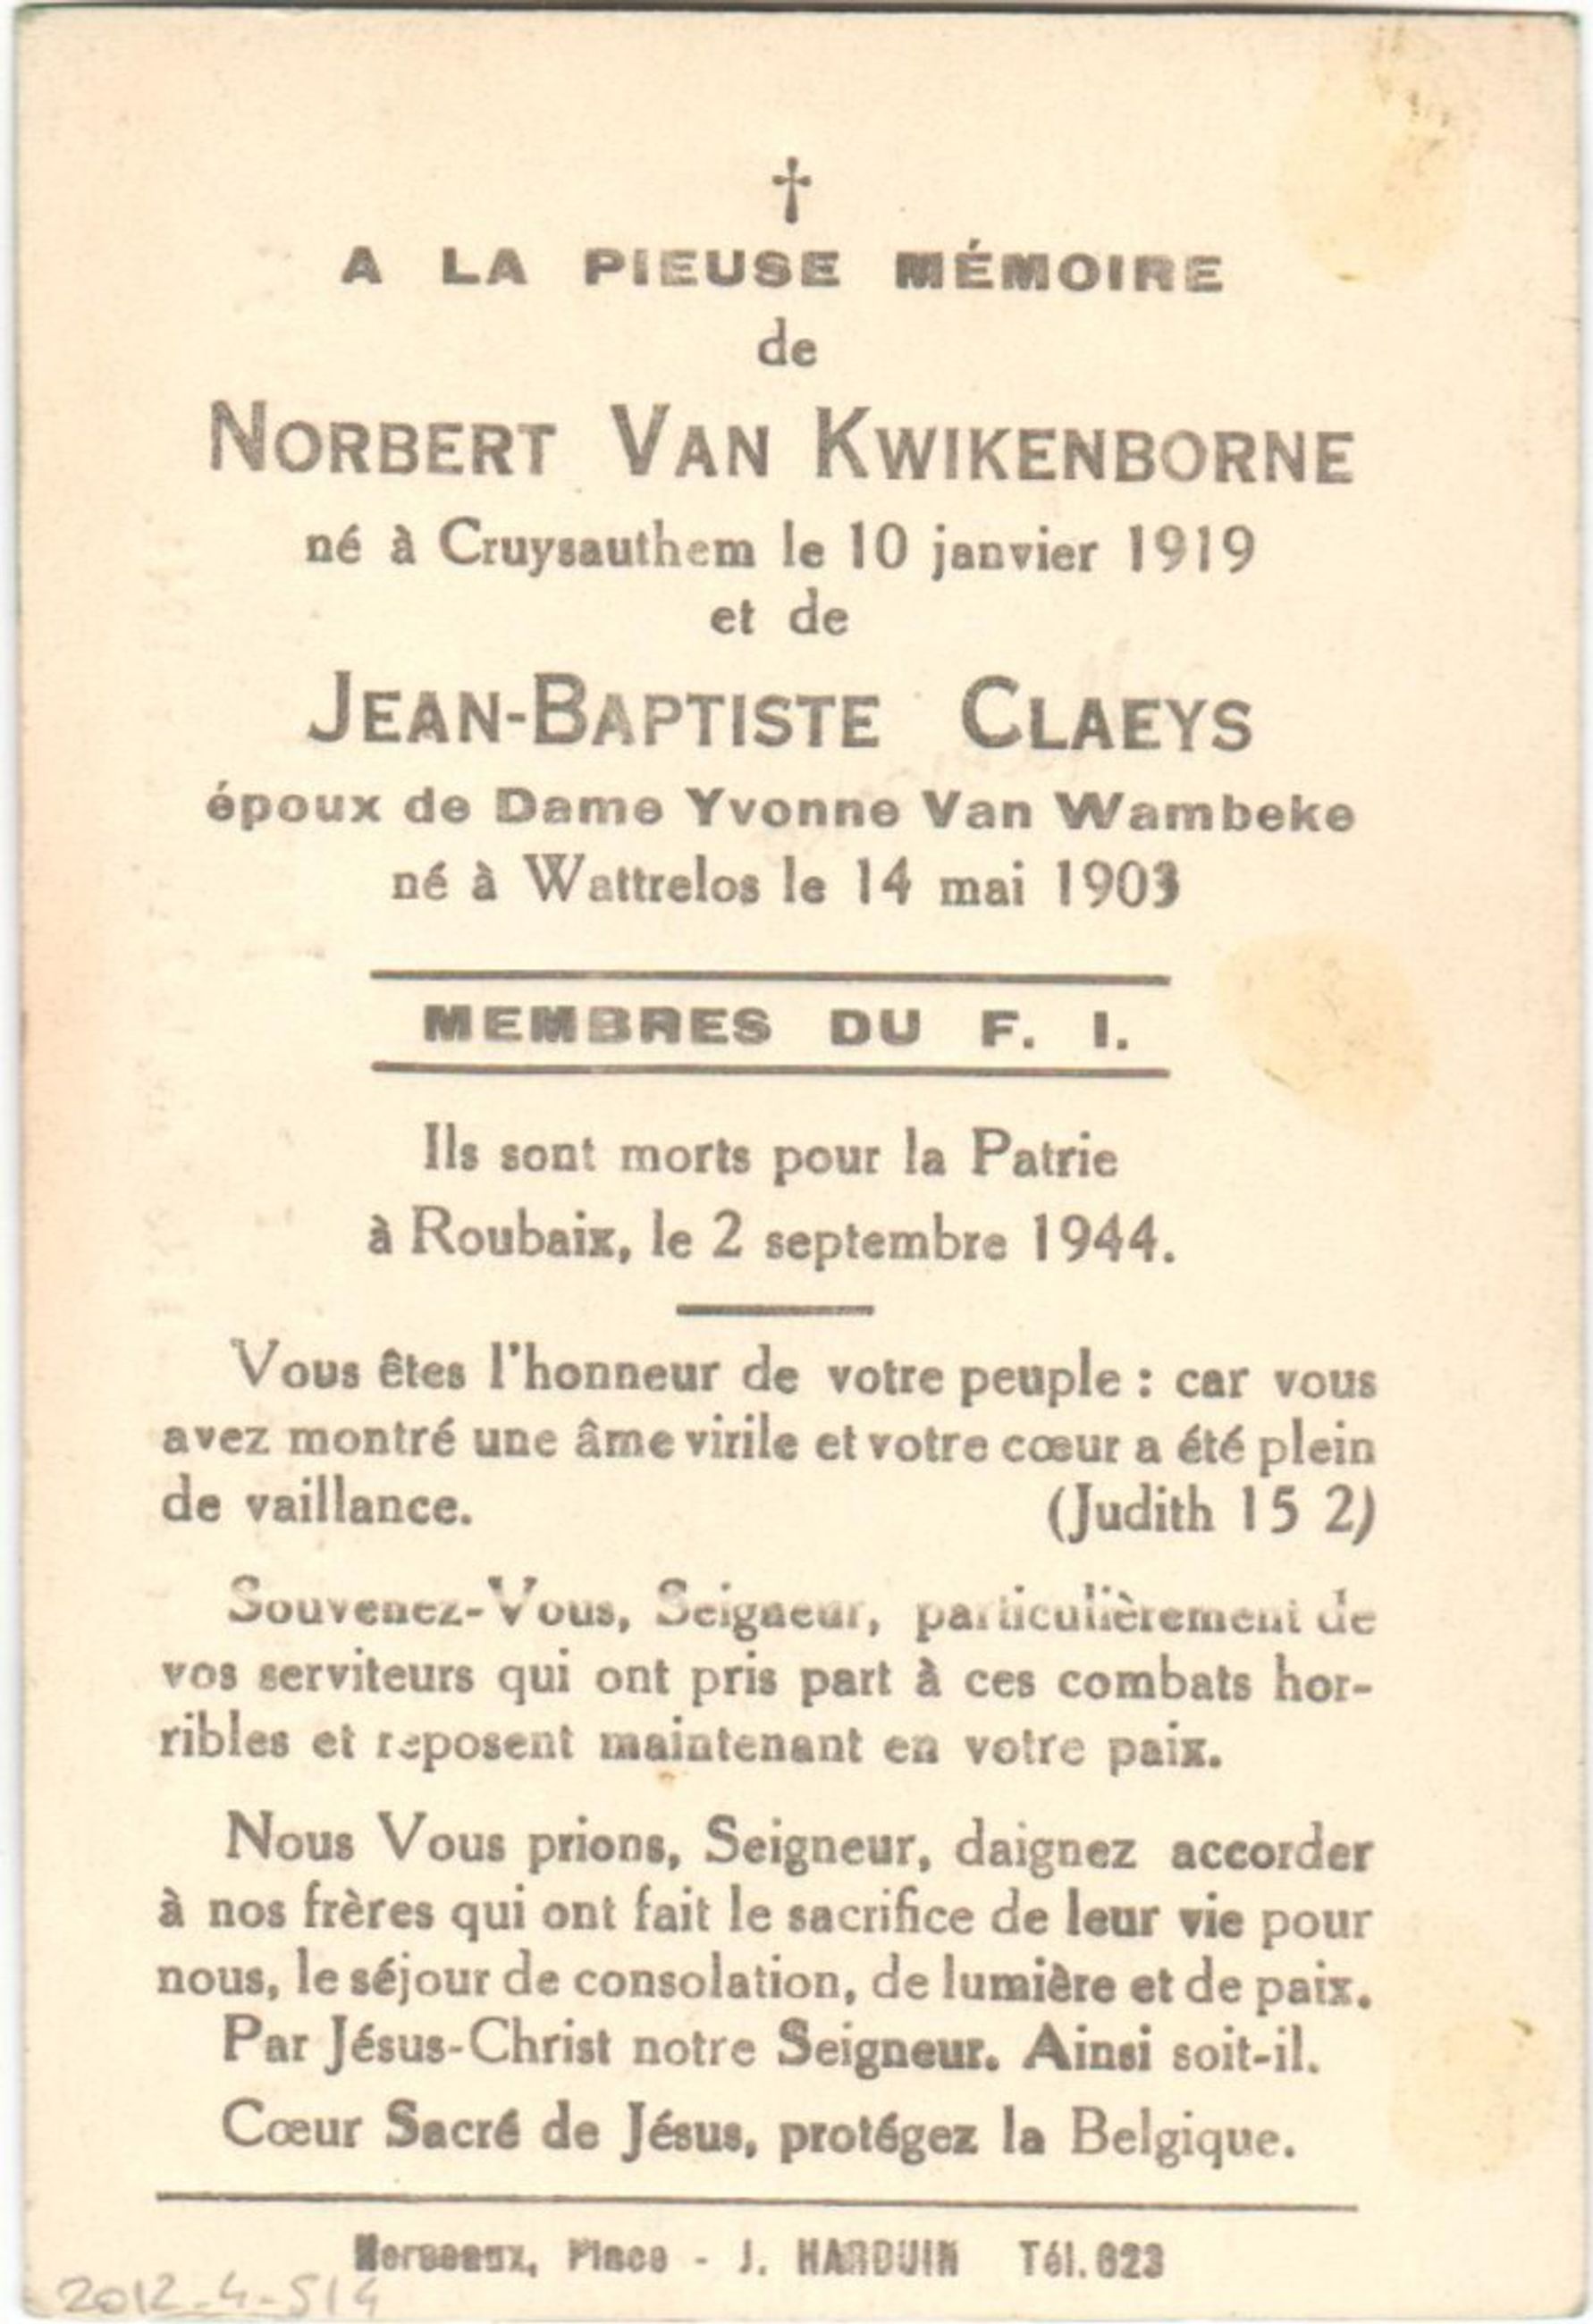 †
A LA PIEUSE MÉMOIRE
de
NORBERT VAN KWIKENBORNE
né à Cruysauthem le 10 janvier 1919
et de
JEAN-BAPTISTE CLAEYS
époux de Dame Yvonne Van Wambeke
né à Wattrelos le 14 mai 1903
MEMBRES DU F. I.
Ils sont morts pour la Patrie
à Roubaix, le 2 septembre 1944.
Vous êtes l'honneur de votre peuple : car vous
avez montré une âme virile et votre cœur a été plein
de vaillance. (Judith 15 2)
Souvenez-Vous, Seigneur, particulièrement de
vos serviteurs qui ont pris part à ces combats hor-
ribles et reposent maintenant en votre paix.
Nous Vous prions, Seigneur, daignez accorder
à nos frères qui ont fait le sacrifice de leur vie pour
nous, le séjour de consolation, de lumière et de paix.
Par Jésus-Christ notre Seigneur. Ainsi soit-il.
Cœur Sacré de Jésus, protégez la Belgique.
Herseaux, Place - J. HARDUIN Tél. 623
2012-4-514